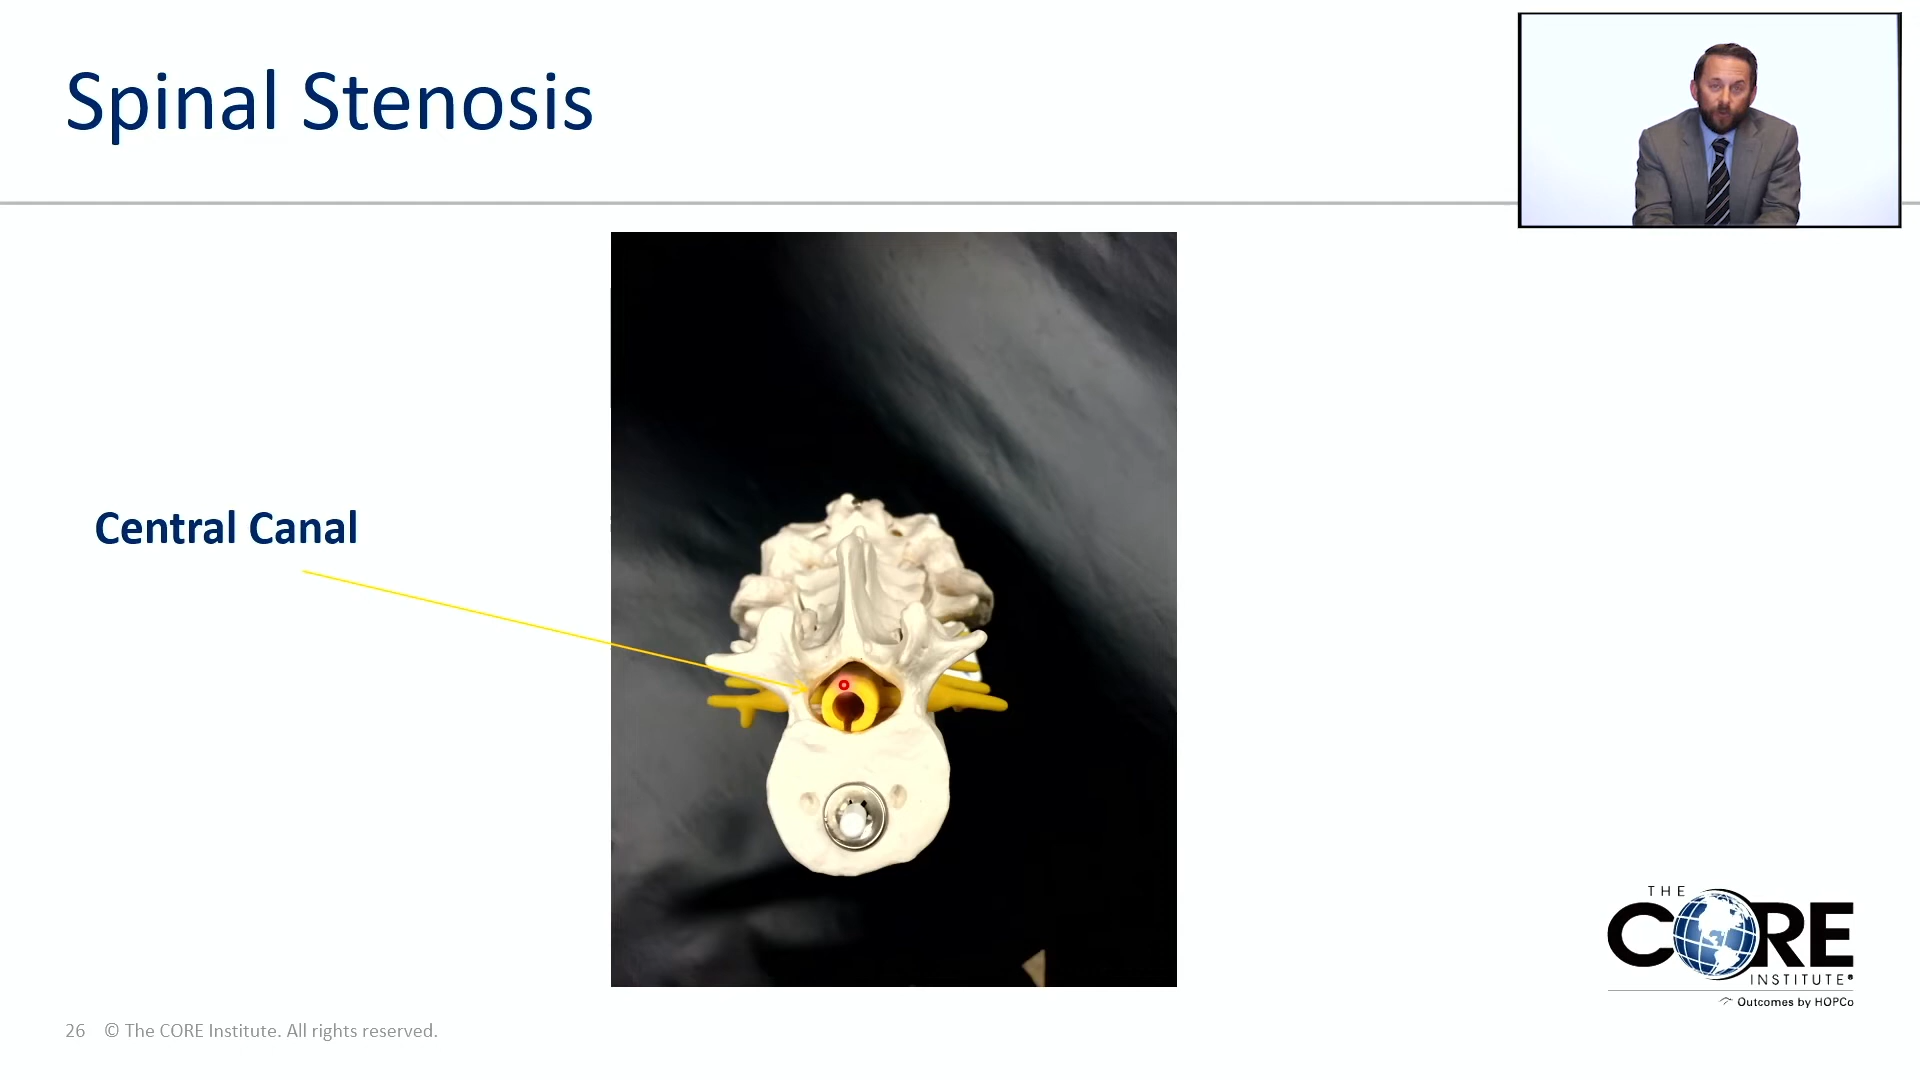 Spinal Stenosis
Central Canal
THE
CORE
INSTITUTE®
Outcomes by HOPCo
26 © The CORE Institute. All rights reserved.